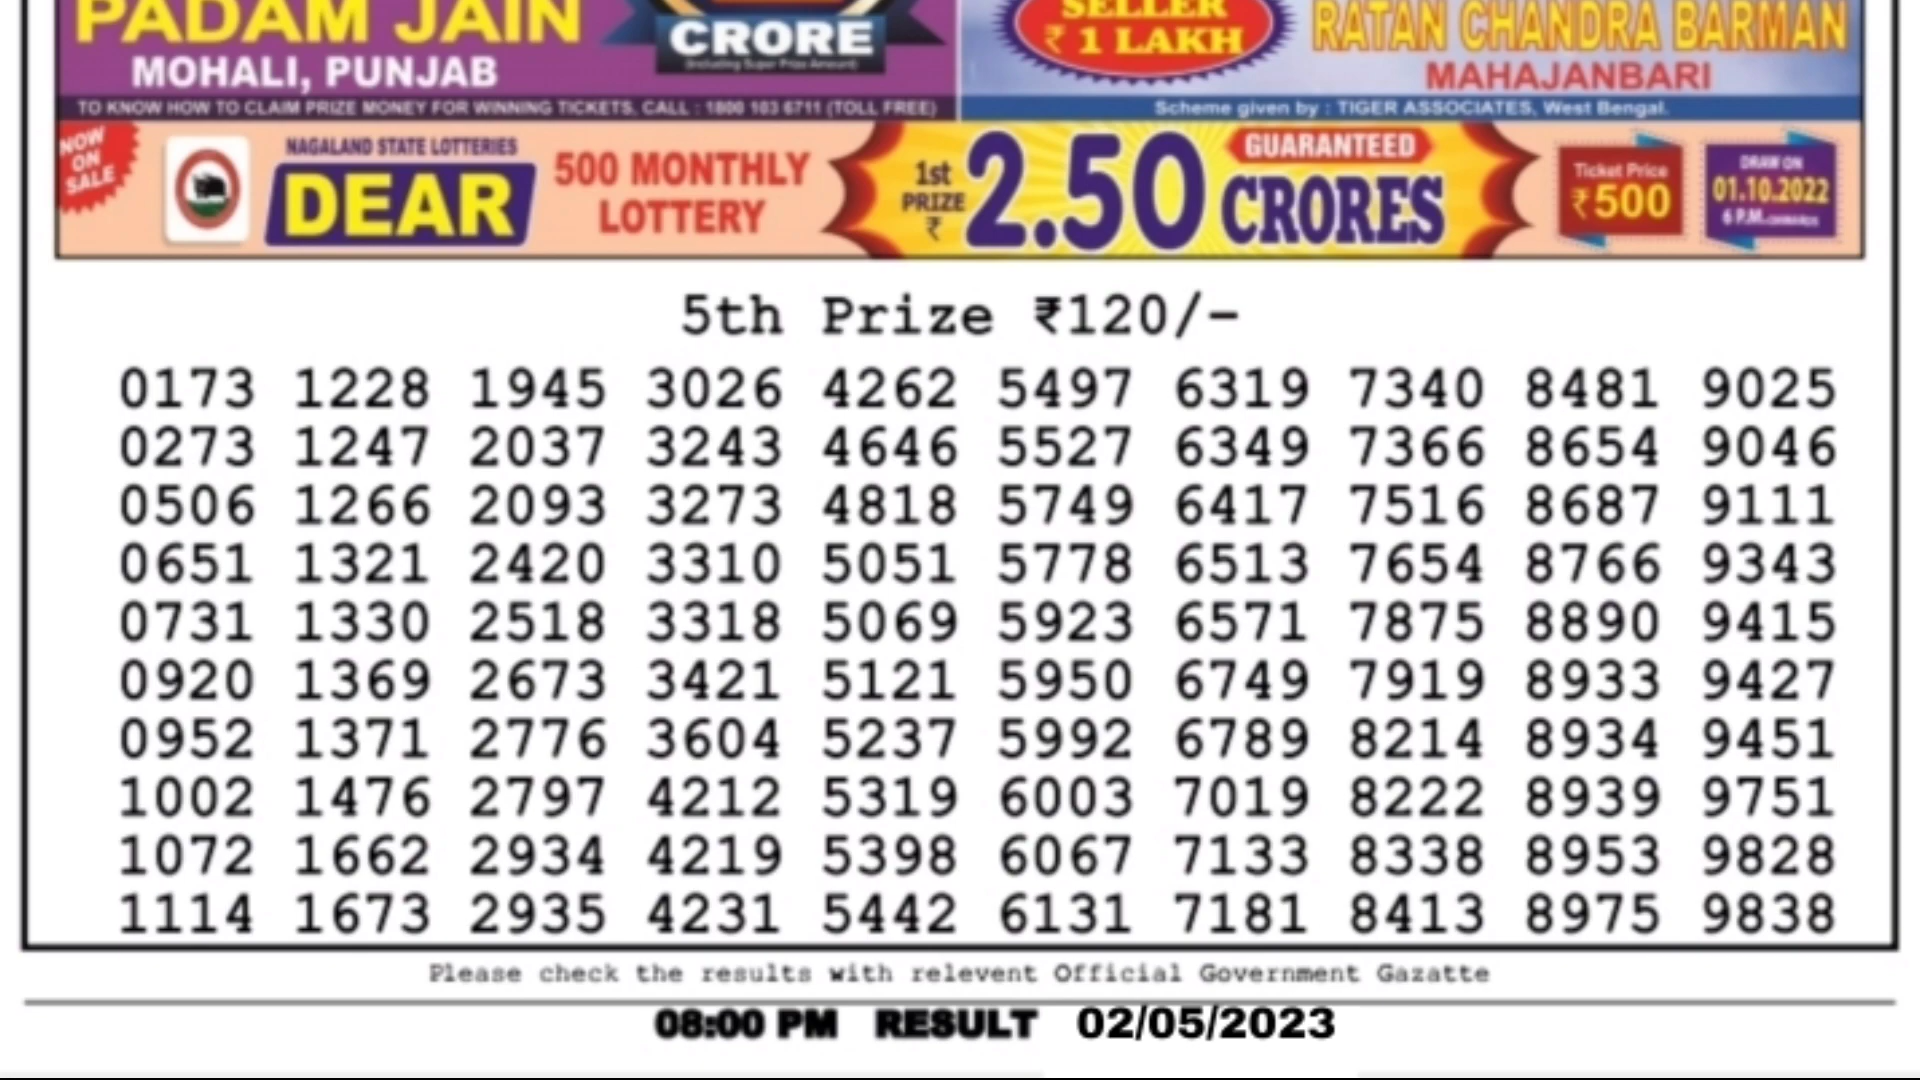 PADAM JAIN
MOHALI, PUNJAB
CRORE
(Including Super Prize Amount)
TO KNOW HOW TO CLAIM PRIZE MONEY FOR WINNING TICKETS, CALL : 1800 103 6711 (TOLL FREE)
SELLER
₹ 1 LAKH
RATAN CHANDRA BARMAN
MAHAJANBARI
Scheme given by : TIGER ASSOCIATES, West Bengal.
NOW
ON
SALE
NAGALAND STATE LOTTERIES
DEAR
500 MONTHLY
LOTTERY
1st
PRIZE
₹
2.50
GUARANTEED
CRORES
Ticket Price
₹500
DRAW ON
01.10.2022
6 P.M. ONWARDS
5th Prize ₹120/-
0173 1228 1945 3026 4262 5497 6319 7340 8481 9025
0273 1247 2037 3243 4646 5527 6349 7366 8654 9046
0506 1266 2093 3273 4818 5749 6417 7516 8687 9111
0651 1321 2420 3310 5051 5778 6513 7654 8766 9343
0731 1330 2518 3318 5069 5923 6571 7875 8890 9415
0920 1369 2673 3421 5121 5950 6749 7919 8933 9427
0952 1371 2776 3604 5237 5992 6789 8214 8934 9451
1002 1476 2797 4212 5319 6003 7019 8222 8939 9751
1072 1662 2934 4219 5398 6067 7133 8338 8953 9828
1114 1673 2935 4231 5442 6131 7181 8413 8975 9838
Please check the results with relevent Official Government Gazatte
08:00 PM RESULT 02/05/2023